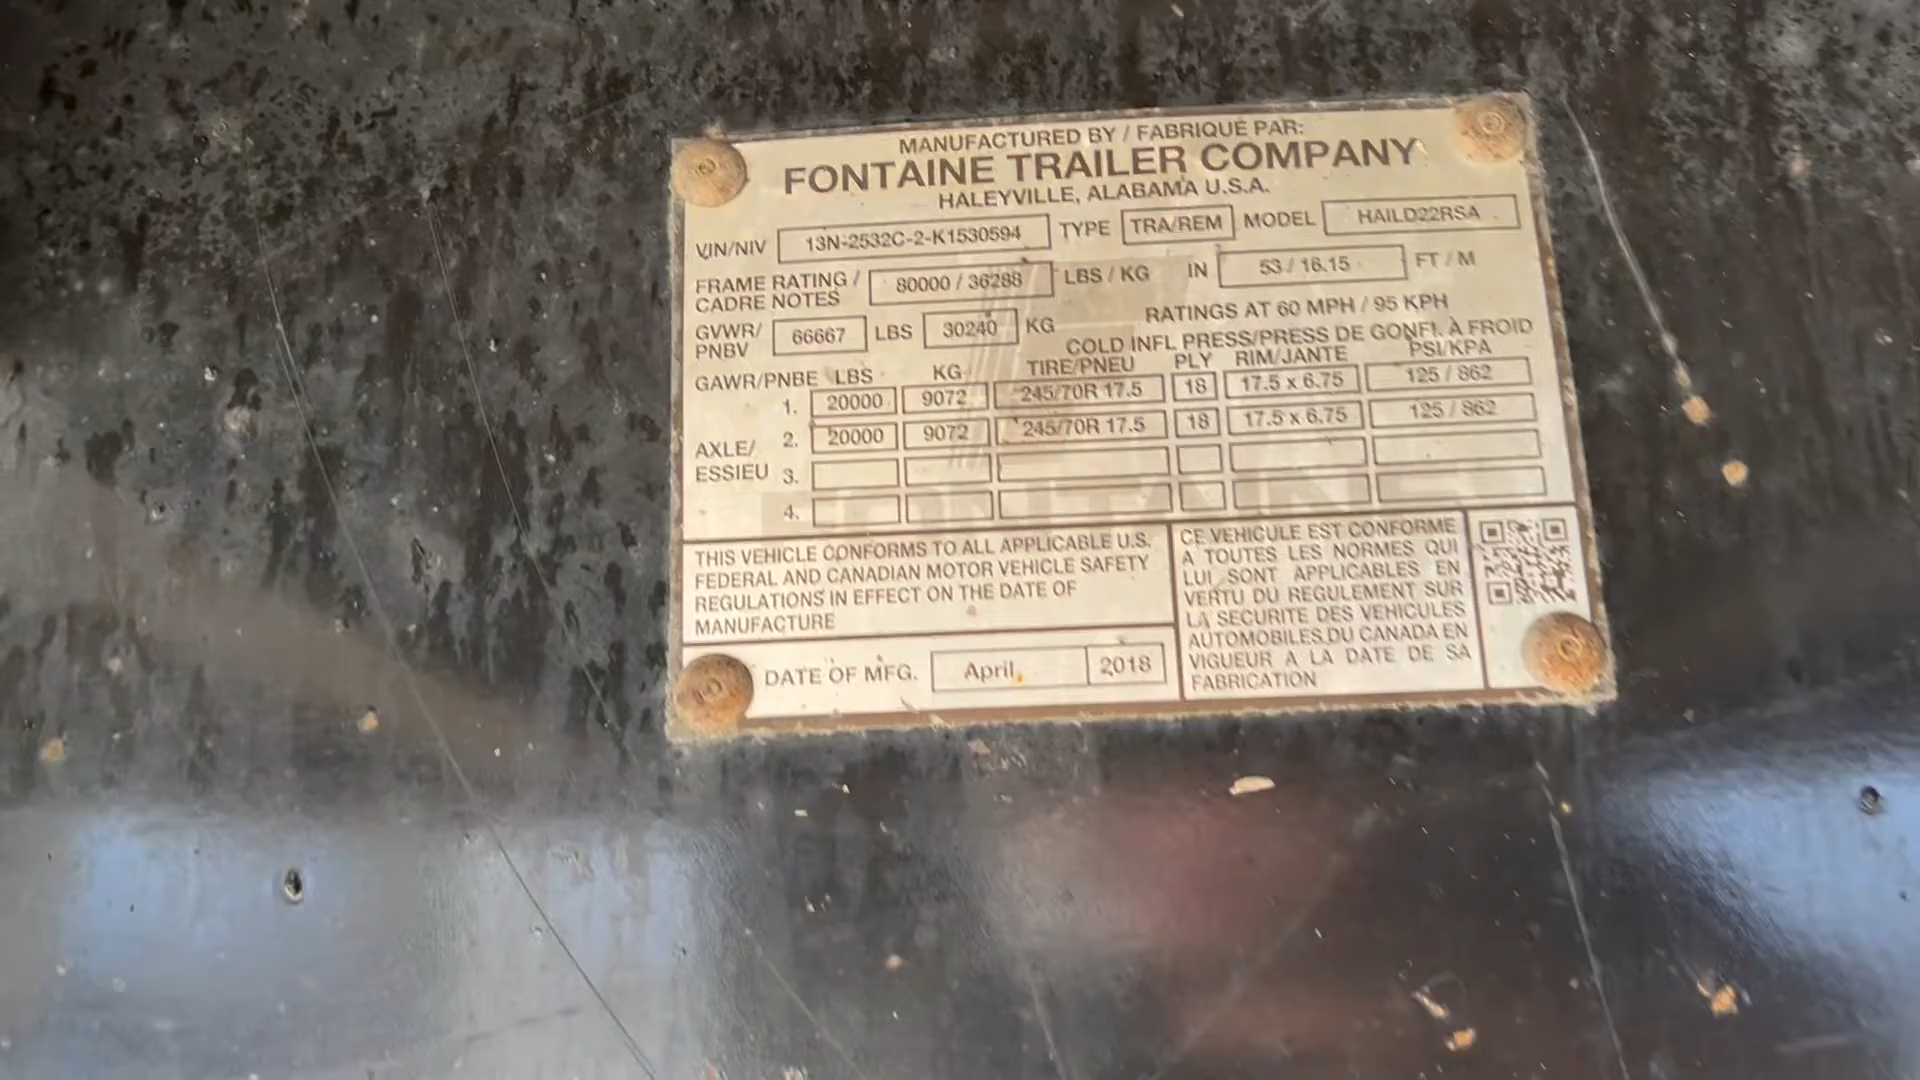 MANUFACTURED BY / FABRIQUÉ PAR:
FONTAINE TRAILER COMPANY
HALEYVILLE, ALABAMA U.S.A.
VIN/NIV 13N-2532C-2-K1530594 TYPE TRA/REM MODEL HAILD22RSA
FRAME RATING / CADRE NOTES 80000 / 36288 LBS / KG IN 53 / 16.15 FT / M
GVWR/ PNBV 66667 LBS 30240 KG RATINGS AT 60 MPH / 95 KPH
COLD INFL PRESS/PRESS DE GONFL. À FROID
GAWR/PNBE LBS KG TIRE/PNEU PLY RIM/JANTE PSI/KPA
1. 20000 9072 245/70R 17.5 18 17.5 x 6.75 125 / 862
AXLE/ 2. 20000 9072 245/70R 17.5 18 17.5 x 6.75 125 / 862
ESSIEU 3.
4.
FONTAINE
THIS VEHICLE CONFORMS TO ALL APPLICABLE U.S.
FEDERAL AND CANADIAN MOTOR VEHICLE SAFETY
REGULATIONS IN EFFECT ON THE DATE OF
MANUFACTURE
CE VEHICULE EST CONFORME
A TOUTES LES NORMES QUI
LUI SONT APPLICABLES EN
VERTU DU REGULEMENT SUR
LA SECURITE DES VEHICULES
AUTOMOBILES DU CANADA EN
VIGUEUR A LA DATE DE SA
FABRICATION
DATE OF MFG. April, 2018